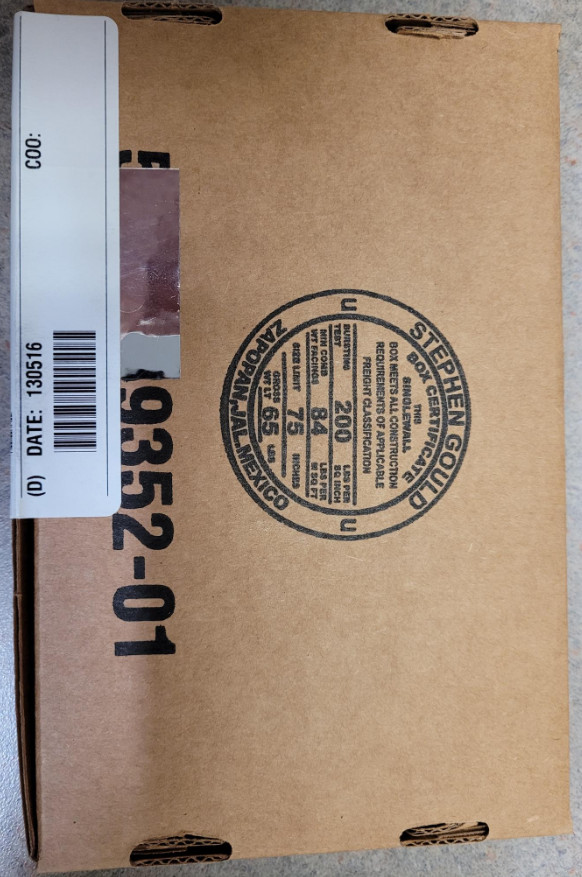 COO:
(D) DATE: 130516
9352-01
STEPHEN GOULD
BOX CERTIFICATE
THIS
SINGLEWALL
BOX MEETS ALL CONSTRUCTION
REQUIREMENTS OF APPLICABLE
FREIGHT CLASSIFICATION
BURSTING TEST 200 LBS PER SQ INCH
MIN COMB WT FACINGS 84 LBS PER M SQ FT
SIZE LIMIT 75 INCHES
GROSS WT LT 65 LBS
ZAPOPAN, JAL. MEXICO